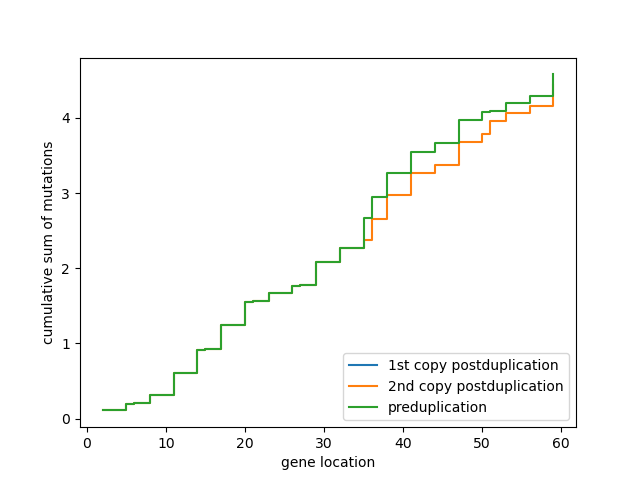 4
3
2
1
0
cumulative sum of mutations
1st copy postduplication
2nd copy postduplication
preduplication
0 10 20 30 40 50 60
gene location